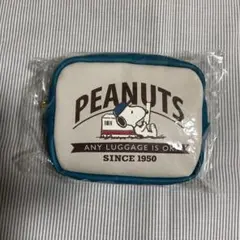 PEANUTS
ANY LUGGAGE IS OK!
SINCE 1950